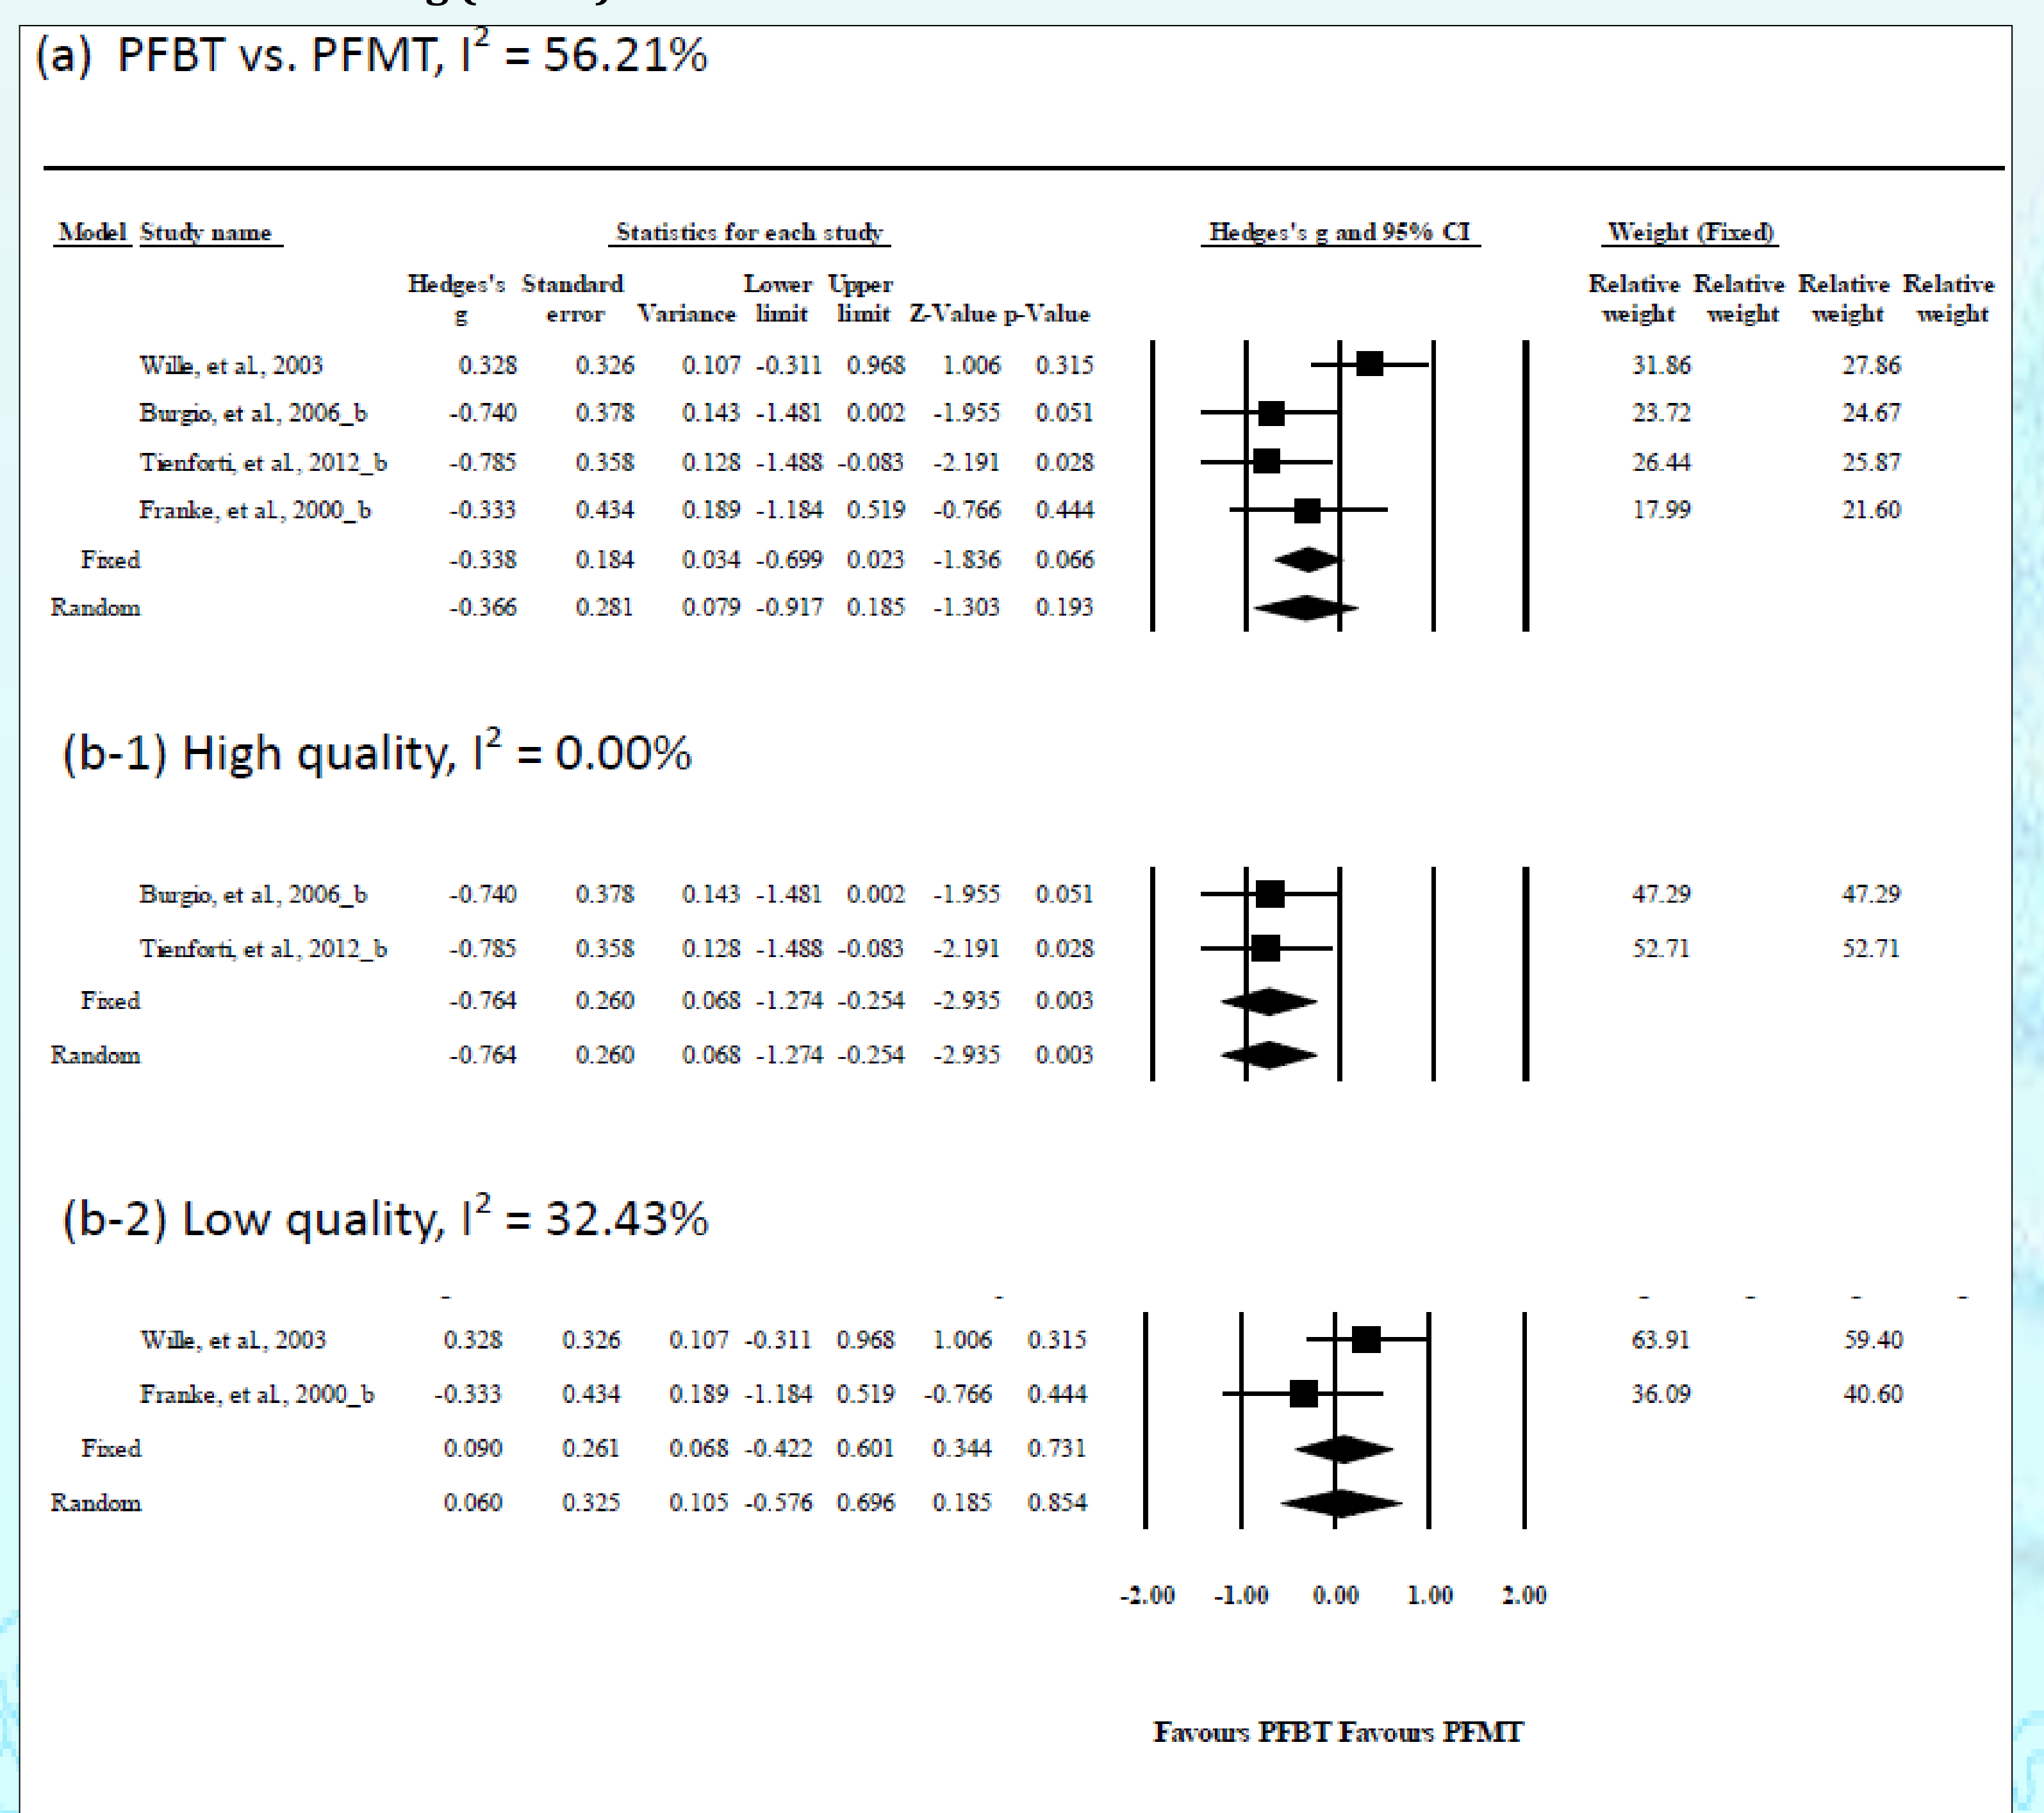 (a) PFBT vs. PFMT, I² = 56.21%
Model Study name Statistics for each study Hedges's g and 95% CI Weight (Fixed)
Hedges's Standard Lower Upper Relative Relative Relative Relative
g error Variance limit limit Z-Value p-Value weight weight weight weight
Wille, et al., 2003 0.328 0.326 0.107 -0.311 0.968 1.006 0.315 31.86 27.86
Burgio, et al., 2006_b -0.740 0.378 0.143 -1.481 0.002 -1.955 0.051 23.72 24.67
Tienforti, et al., 2012_b -0.785 0.358 0.128 -1.488 -0.083 -2.191 0.028 26.44 25.87
Franke, et al., 2000_b -0.333 0.434 0.189 -1.184 0.519 -0.766 0.444 17.99 21.60
Fixed -0.338 0.184 0.034 -0.699 0.023 -1.836 0.066
Random -0.366 0.281 0.079 -0.917 0.185 -1.303 0.193
(b-1) High quality, I² = 0.00%
Burgio, et al., 2006_b -0.740 0.378 0.143 -1.481 0.002 -1.955 0.051 47.29 47.29
Tienforti, et al., 2012_b -0.785 0.358 0.128 -1.488 -0.083 -2.191 0.028 52.71 52.71
Fixed -0.764 0.260 0.068 -1.274 -0.254 -2.935 0.003
Random -0.764 0.260 0.068 -1.274 -0.254 -2.935 0.003
(b-2) Low quality, I² = 32.43%
Wille, et al., 2003 0.328 0.326 0.107 -0.311 0.968 1.006 0.315 63.91 59.40
Franke, et al., 2000_b -0.333 0.434 0.189 -1.184 0.519 -0.766 0.444 36.09 40.60
Fixed 0.090 0.261 0.068 -0.422 0.601 0.344 0.731
Random 0.060 0.325 0.105 -0.576 0.696 0.185 0.854
-2.00 -1.00 0.00 1.00 2.00
Favours PFBT Favours PFMT